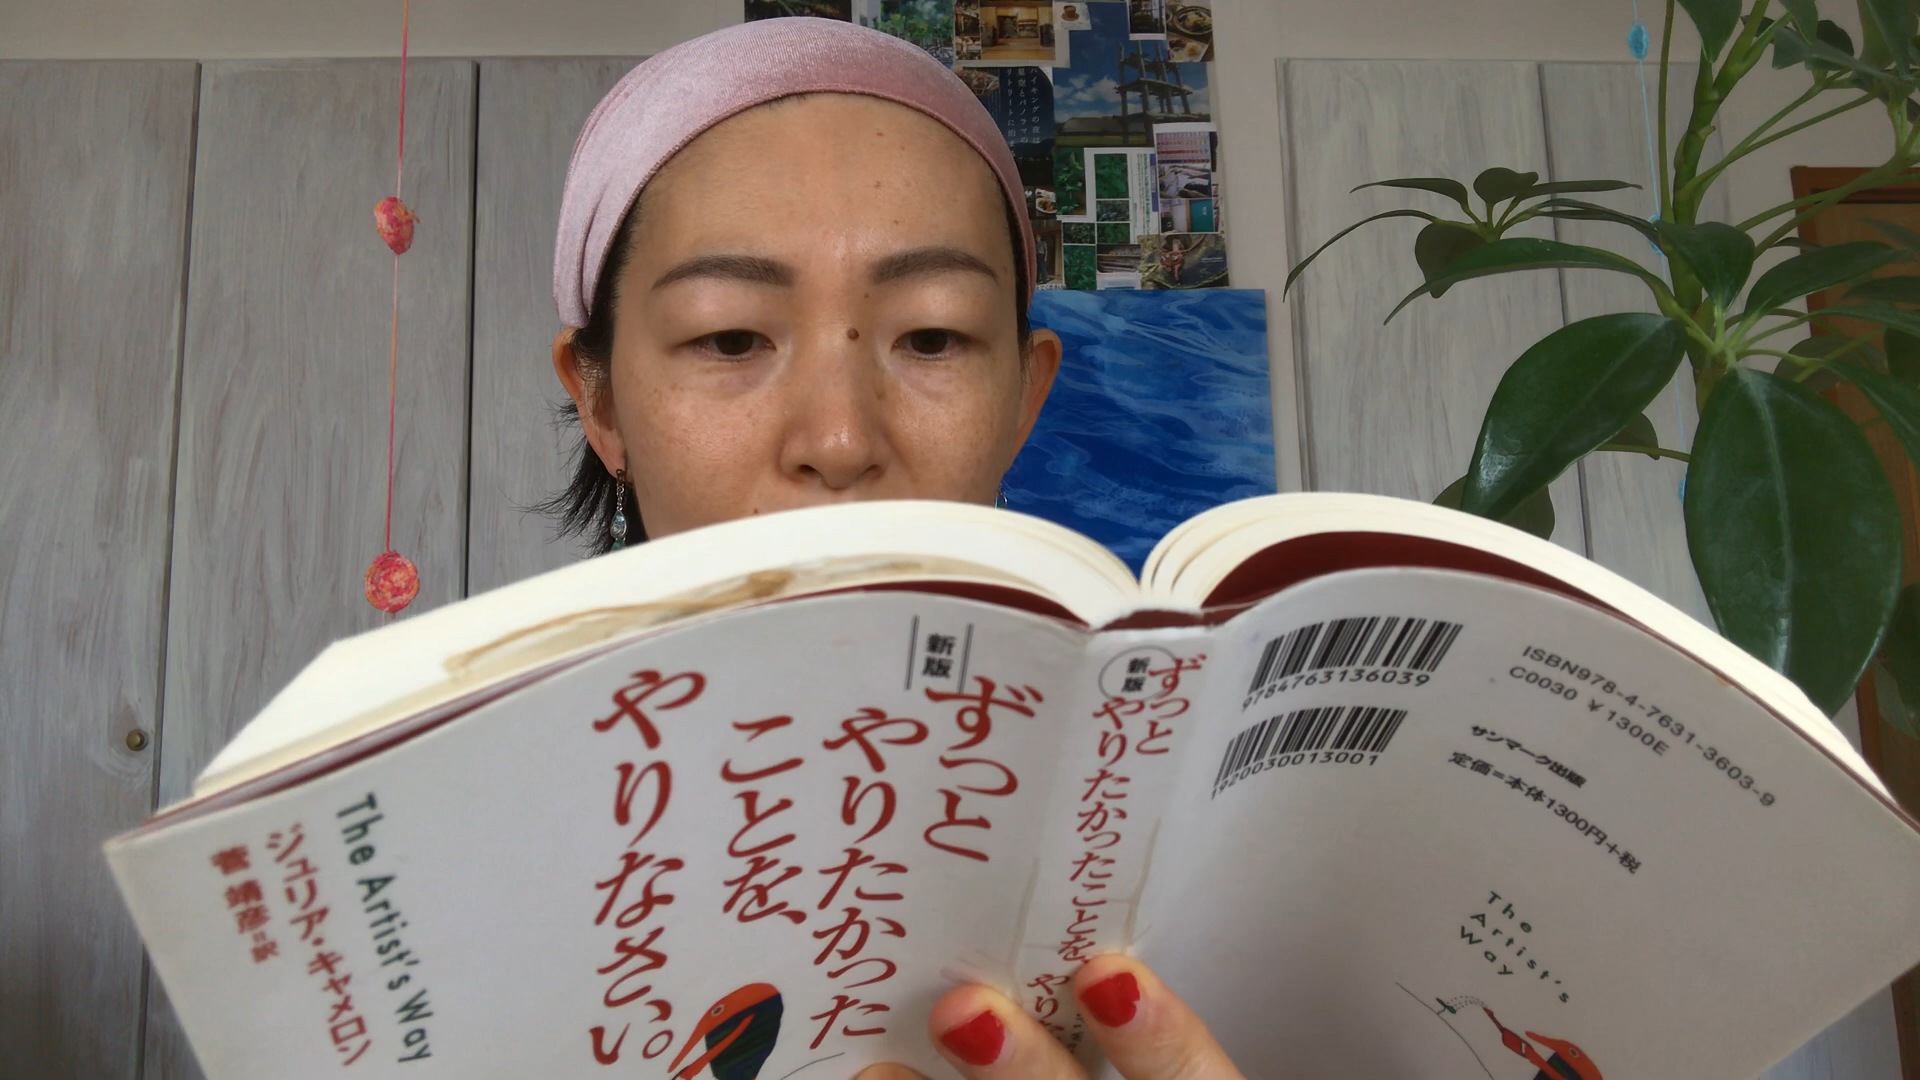 新版
ずっと
やりたかった
ことを、
やりなさい。
The Artist's Way
ジュリア・キャメロン
菅 靖彦=訳
新版
ずっと
やりたかったことを、
9784763136039
1920030013001
ISBN978-4-7631-3603-9
C0030 ¥1300E
サンマーク出版
定価=本体1300円+税
The
Artist's
Way